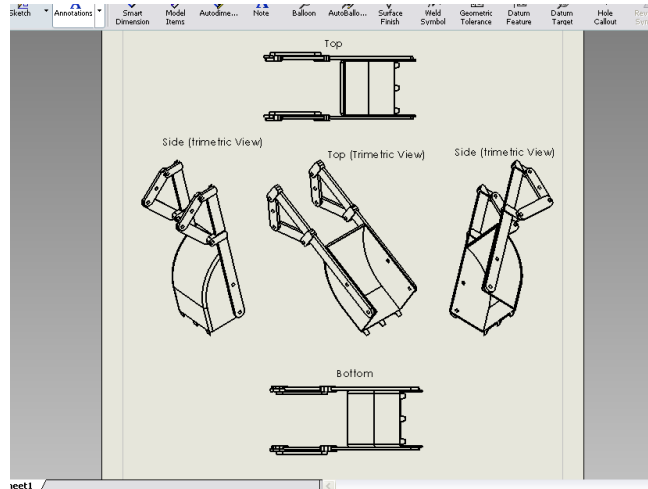 Sketch
Annotations
Smart Dimension
Model Items
Autodime...
Note
Balloon
AutoBallo...
Surface Finish
Weld Symbol
Geometric Tolerance
Datum Feature
Datum Target
Hole Callout
Top
Side (trimetric View)
Top (Trimetric View)
Side (trimetric View)
Bottom
heet1